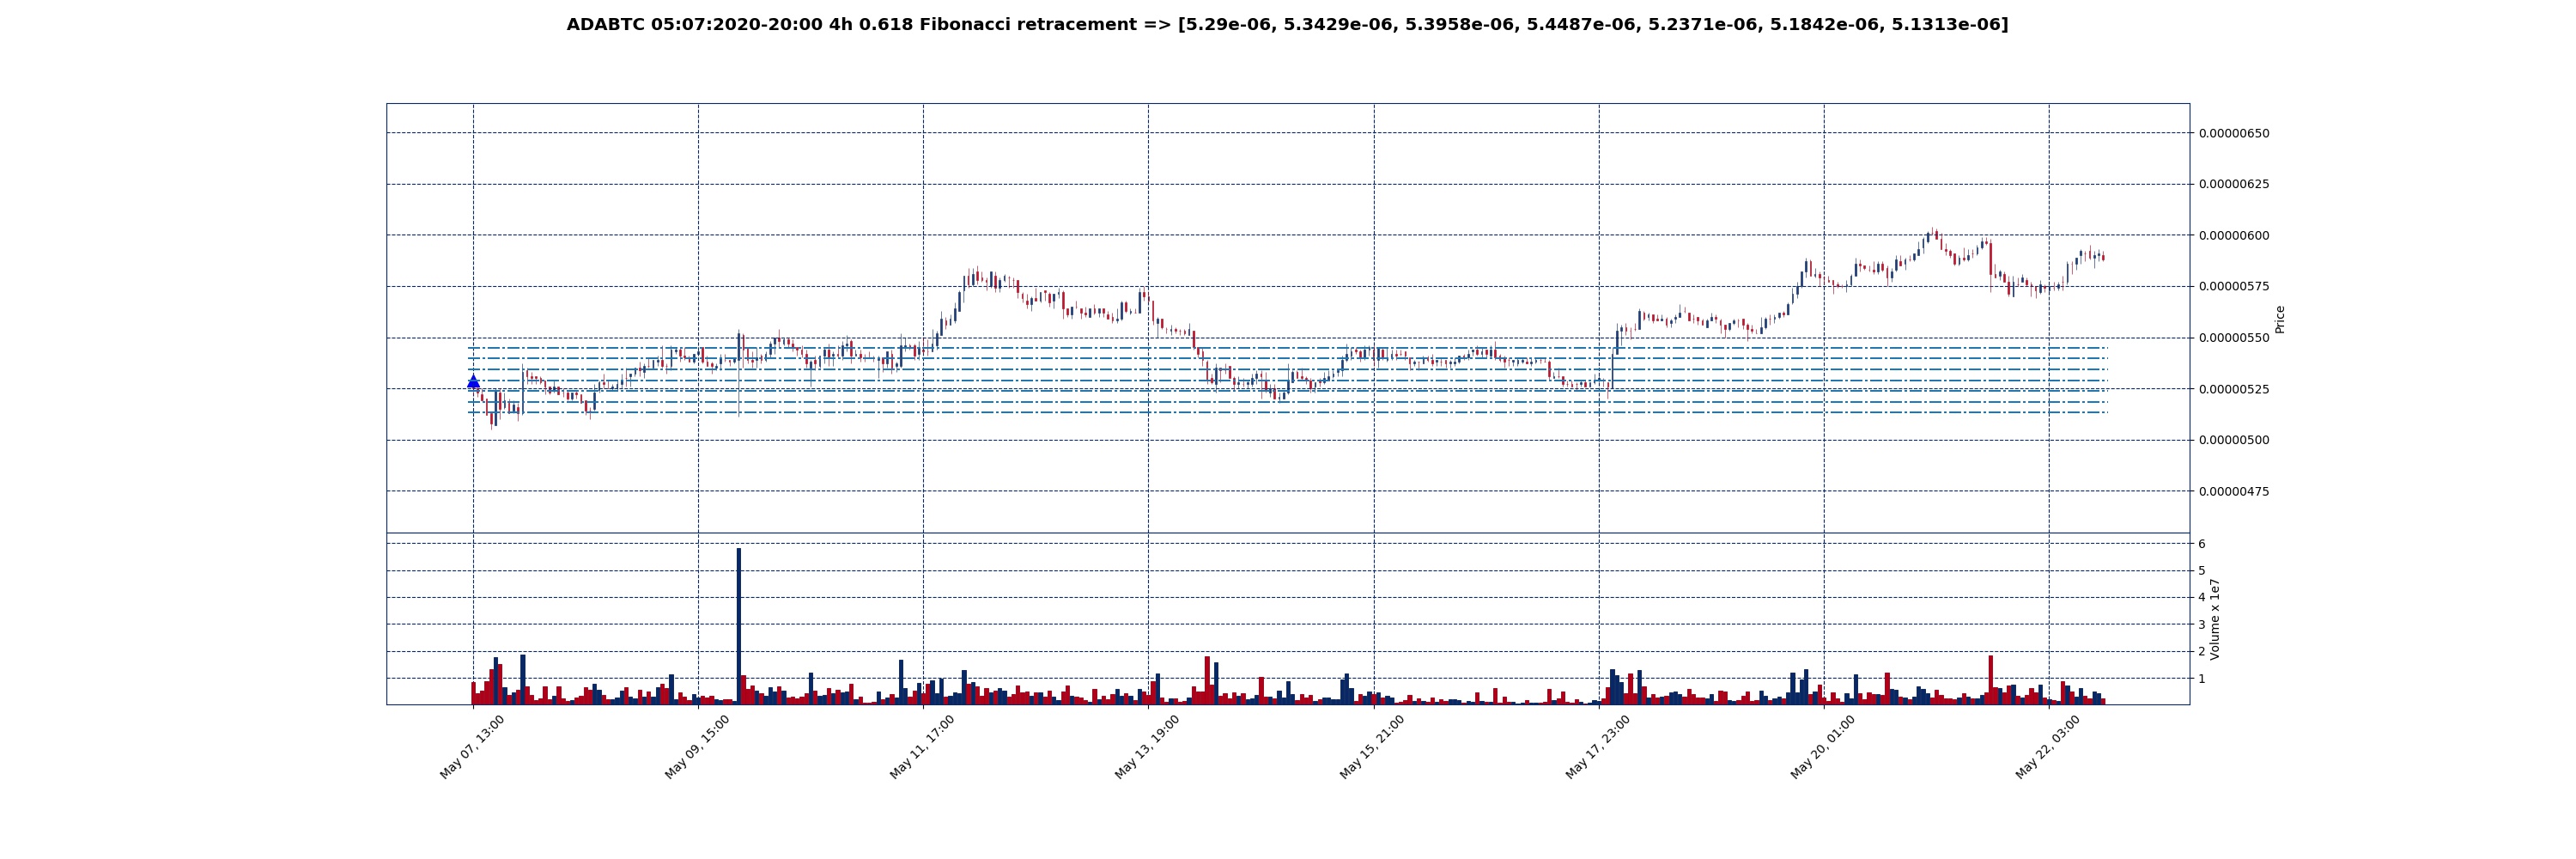 ADABTC 05:07:2020-20:00 4h 0.618 Fibonacci retracement => [5.29e-06, 5.3429e-06, 5.3958e-06, 5.4487e-06, 5.2371e-06, 5.1842e-06, 5.1313e-06]
0.00000650
0.00000625
0.00000600
0.00000575
0.00000550
0.00000525
0.00000500
0.00000475
Price
6
5
4
3
2
1
Volume x 1e7
May 07, 13:00
May 09, 15:00
May 11, 17:00
May 13, 19:00
May 15, 21:00
May 17, 23:00
May 20, 01:00
May 22, 03:00